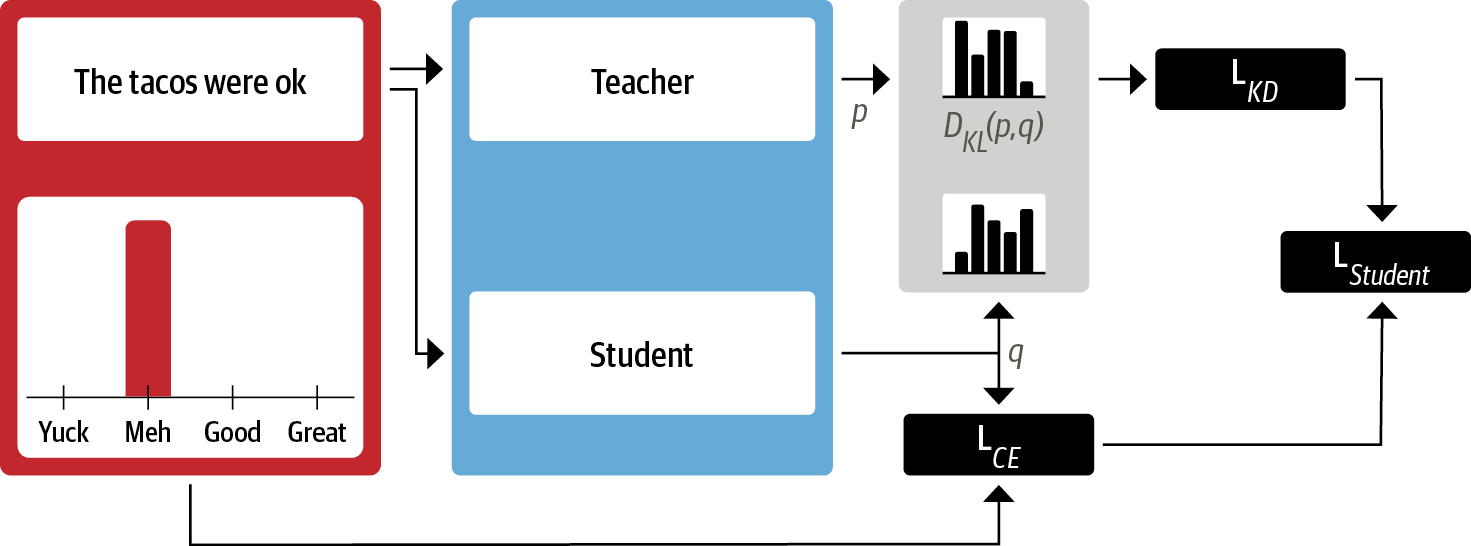 The tacos were ok
Yuck Meh Good Great
Teacher
Student
p
D_KL(p,q)
q
L_KD
L_CE
L_Student